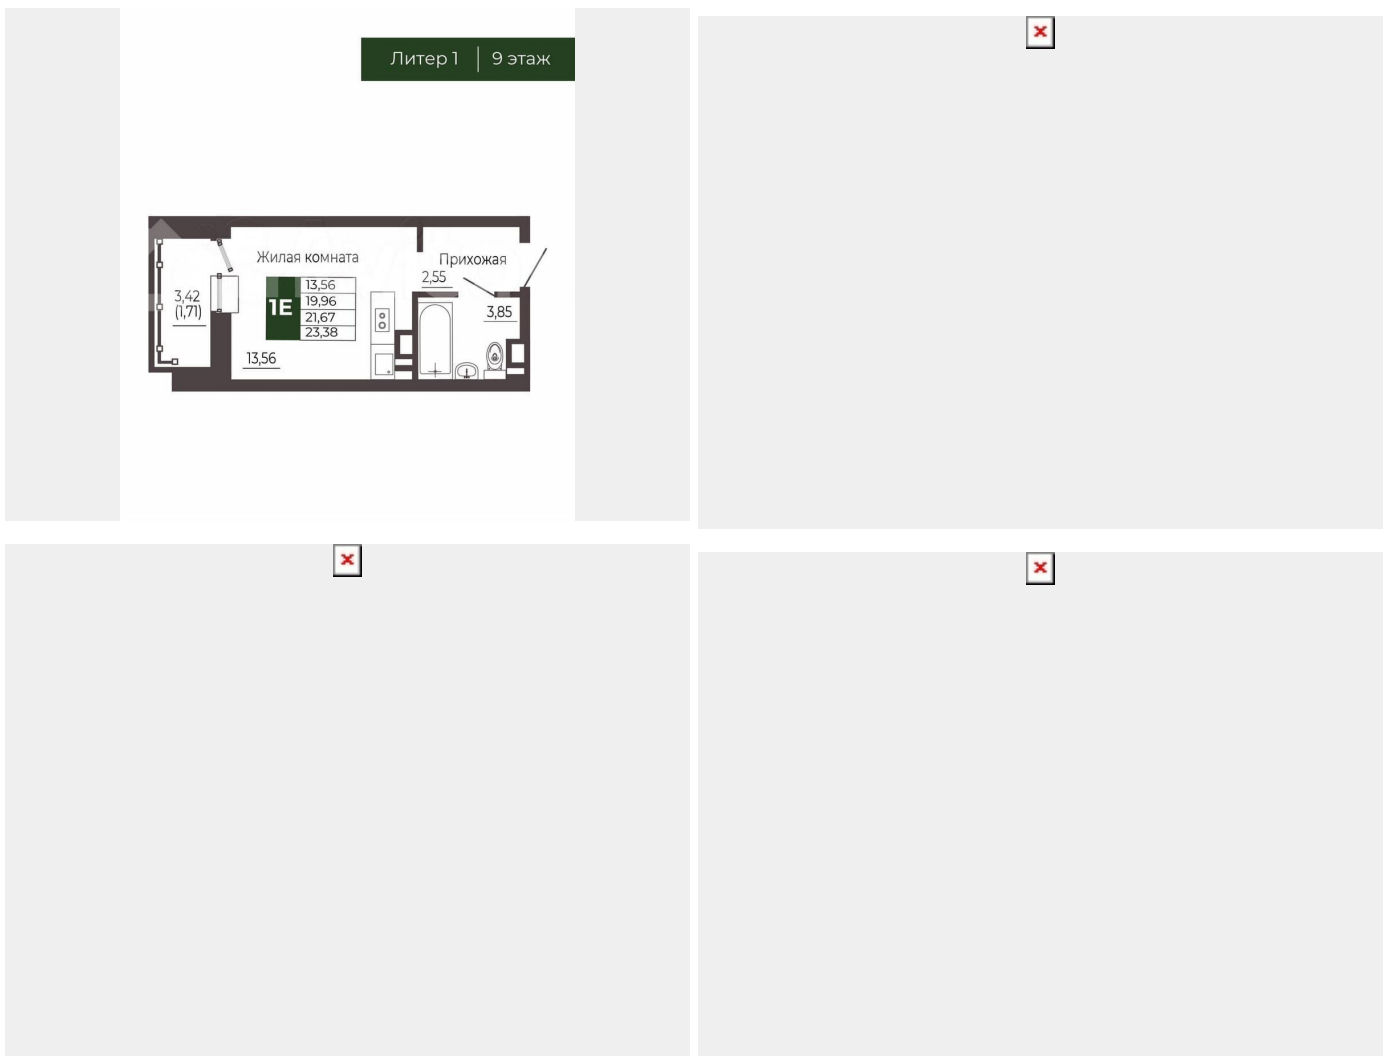 Литер 1 | 9 этаж
Жилая комната
Прихожая
2,55
13,56
19,96
21,67
23,38
1Е
3,42
(1,71)
3,85
13,56